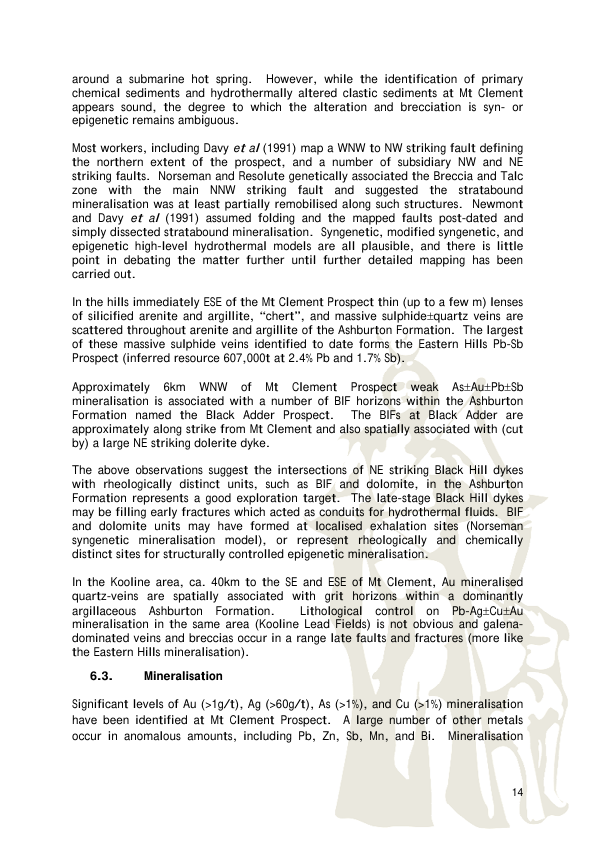 around a submarine hot spring. However, while the identification of primary
chemical sediments and hydrothermally altered clastic sediments at Mt Clement
appears sound, the degree to which the alteration and brecciation is syn- or
epigenetic remains ambiguous.
Most workers, including Davy et al (1991) map a WNW to NW striking fault defining
the northern extent of the prospect, and a number of subsidiary NW and NE
striking faults. Norseman and Resolute genetically associated the Breccia and Talc
zone with the main NNW striking fault and suggested the stratabound
mineralisation was at least partially remobilised along such structures. Newmont
and Davy et al (1991) assumed folding and the mapped faults post-dated and
simply dissected stratabound mineralisation. Syngenetic, modified syngenetic, and
epigenetic high-level hydrothermal models are all plausible, and there is little
point in debating the matter further until further detailed mapping has been
carried out.
In the hills immediately ESE of the Mt Clement Prospect thin (up to a few m) lenses
of silicified arenite and argillite, “chert”, and massive sulphide±quartz veins are
scattered throughout arenite and argillite of the Ashburton Formation. The largest
of these massive sulphide veins identified to date forms the Eastern Hills Pb-Sb
Prospect (inferred resource 607,000t at 2.4% Pb and 1.7% Sb).
Approximately 6km WNW of Mt Clement Prospect weak As±Au±Pb±Sb
mineralisation is associated with a number of BIF horizons within the Ashburton
Formation named the Black Adder Prospect. The BIFs at Black Adder are
approximately along strike from Mt Clement and also spatially associated with (cut
by) a large NE striking dolerite dyke.
The above observations suggest the intersections of NE striking Black Hill dykes
with rheologically distinct units, such as BIF and dolomite, in the Ashburton
Formation represents a good exploration target. The late-stage Black Hill dykes
may be filling early fractures which acted as conduits for hydrothermal fluids. BIF
and dolomite units may have formed at localised exhalation sites (Norseman
syngenetic mineralisation model), or represent rheologically and chemically
distinct sites for structurally controlled epigenetic mineralisation.
In the Kooline area, ca. 40km to the SE and ESE of Mt Clement, Au mineralised
quartz-veins are spatially associated with grit horizons within a dominantly
argillaceous Ashburton Formation. Lithological control on Pb-Ag±Cu±Au
mineralisation in the same area (Kooline Lead Fields) is not obvious and galena-
dominated veins and breccias occur in a range late faults and fractures (more like
the Eastern Hills mineralisation).
6.3. Mineralisation
Significant levels of Au (>1g/t), Ag (>60g/t), As (>1%), and Cu (>1%) mineralisation
have been identified at Mt Clement Prospect. A large number of other metals
occur in anomalous amounts, including Pb, Zn, Sb, Mn, and Bi. Mineralisation
14